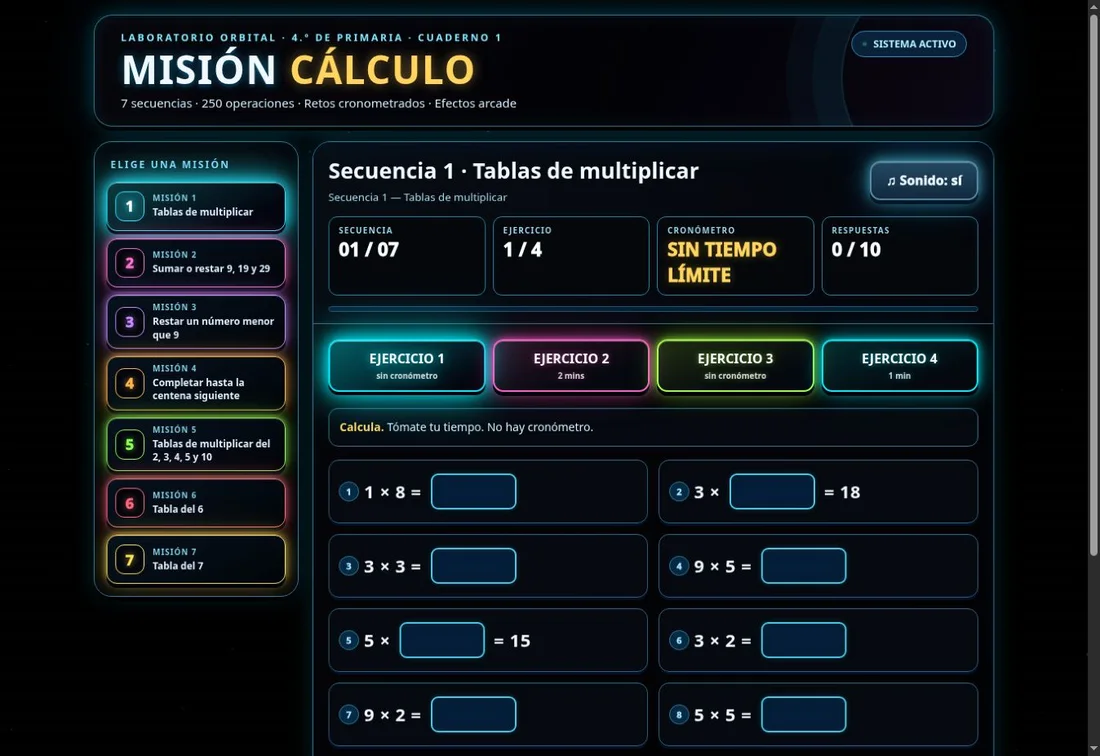 LABORATORIO ORBITAL · 4.º DE PRIMARIA · CUADERNO 1
MISIÓN CÁLCULO
7 secuencias · 250 operaciones · Retos cronometrados · Efectos arcade
SISTEMA ACTIVO
ELIGE UNA MISIÓN
1
MISIÓN 1
Tablas de multiplicar
2
MISIÓN 2
Sumar o restar 9, 19 y 29
3
MISIÓN 3
Restar un número menor
que 9
4
MISIÓN 4
Completar hasta la
centena siguiente
5
MISIÓN 5
Tablas de multiplicar del
2, 3, 4, 5 y 10
6
MISIÓN 6
Tabla del 6
7
MISIÓN 7
Tabla del 7
Secuencia 1 · Tablas de multiplicar
Secuencia 1 — Tablas de multiplicar
♫ Sonido: sí
SECUENCIA
01 / 07
EJERCICIO
1 / 4
CRONÓMETRO
SIN TIEMPO
LÍMITE
RESPUESTAS
0 / 10
EJERCICIO 1
sin cronómetro
EJERCICIO 2
2 mins
EJERCICIO 3
sin cronómetro
EJERCICIO 4
1 min
Calcula. Tómate tu tiempo. No hay cronómetro.
1 1 × 8 =
2 3 × = 18
3 3 × 3 =
4 9 × 5 =
5 5 × = 15
6 3 × 2 =
7 9 × 2 =
8 5 × 5 =